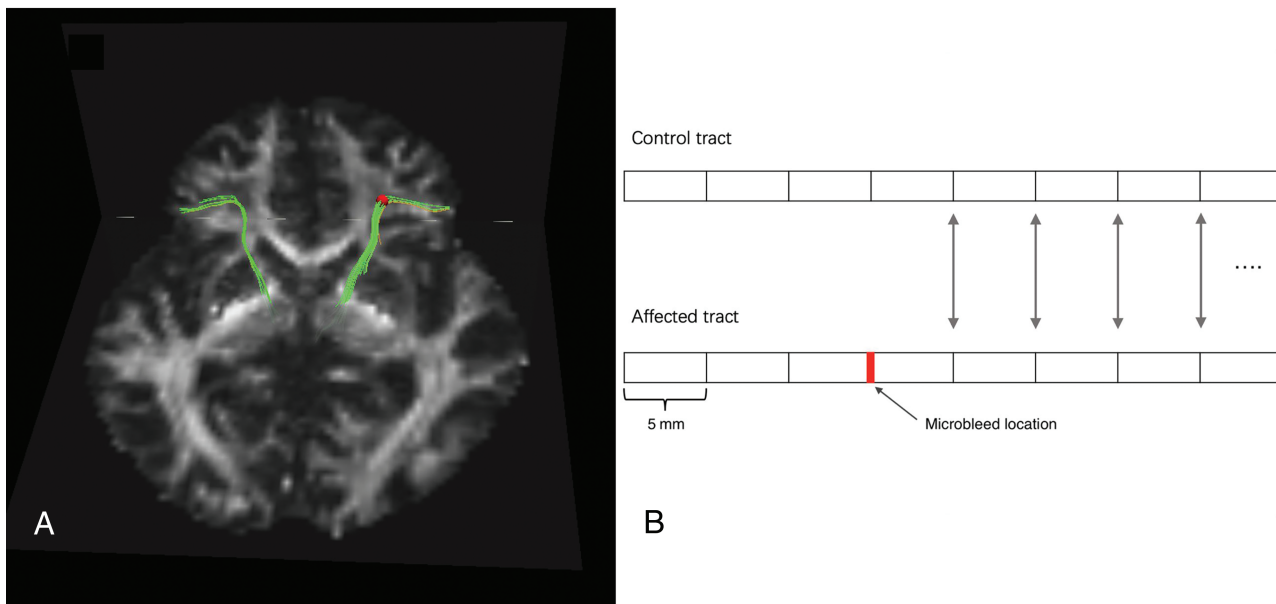 A
Control tract
....
Affected tract
5 mm
Microbleed location
B